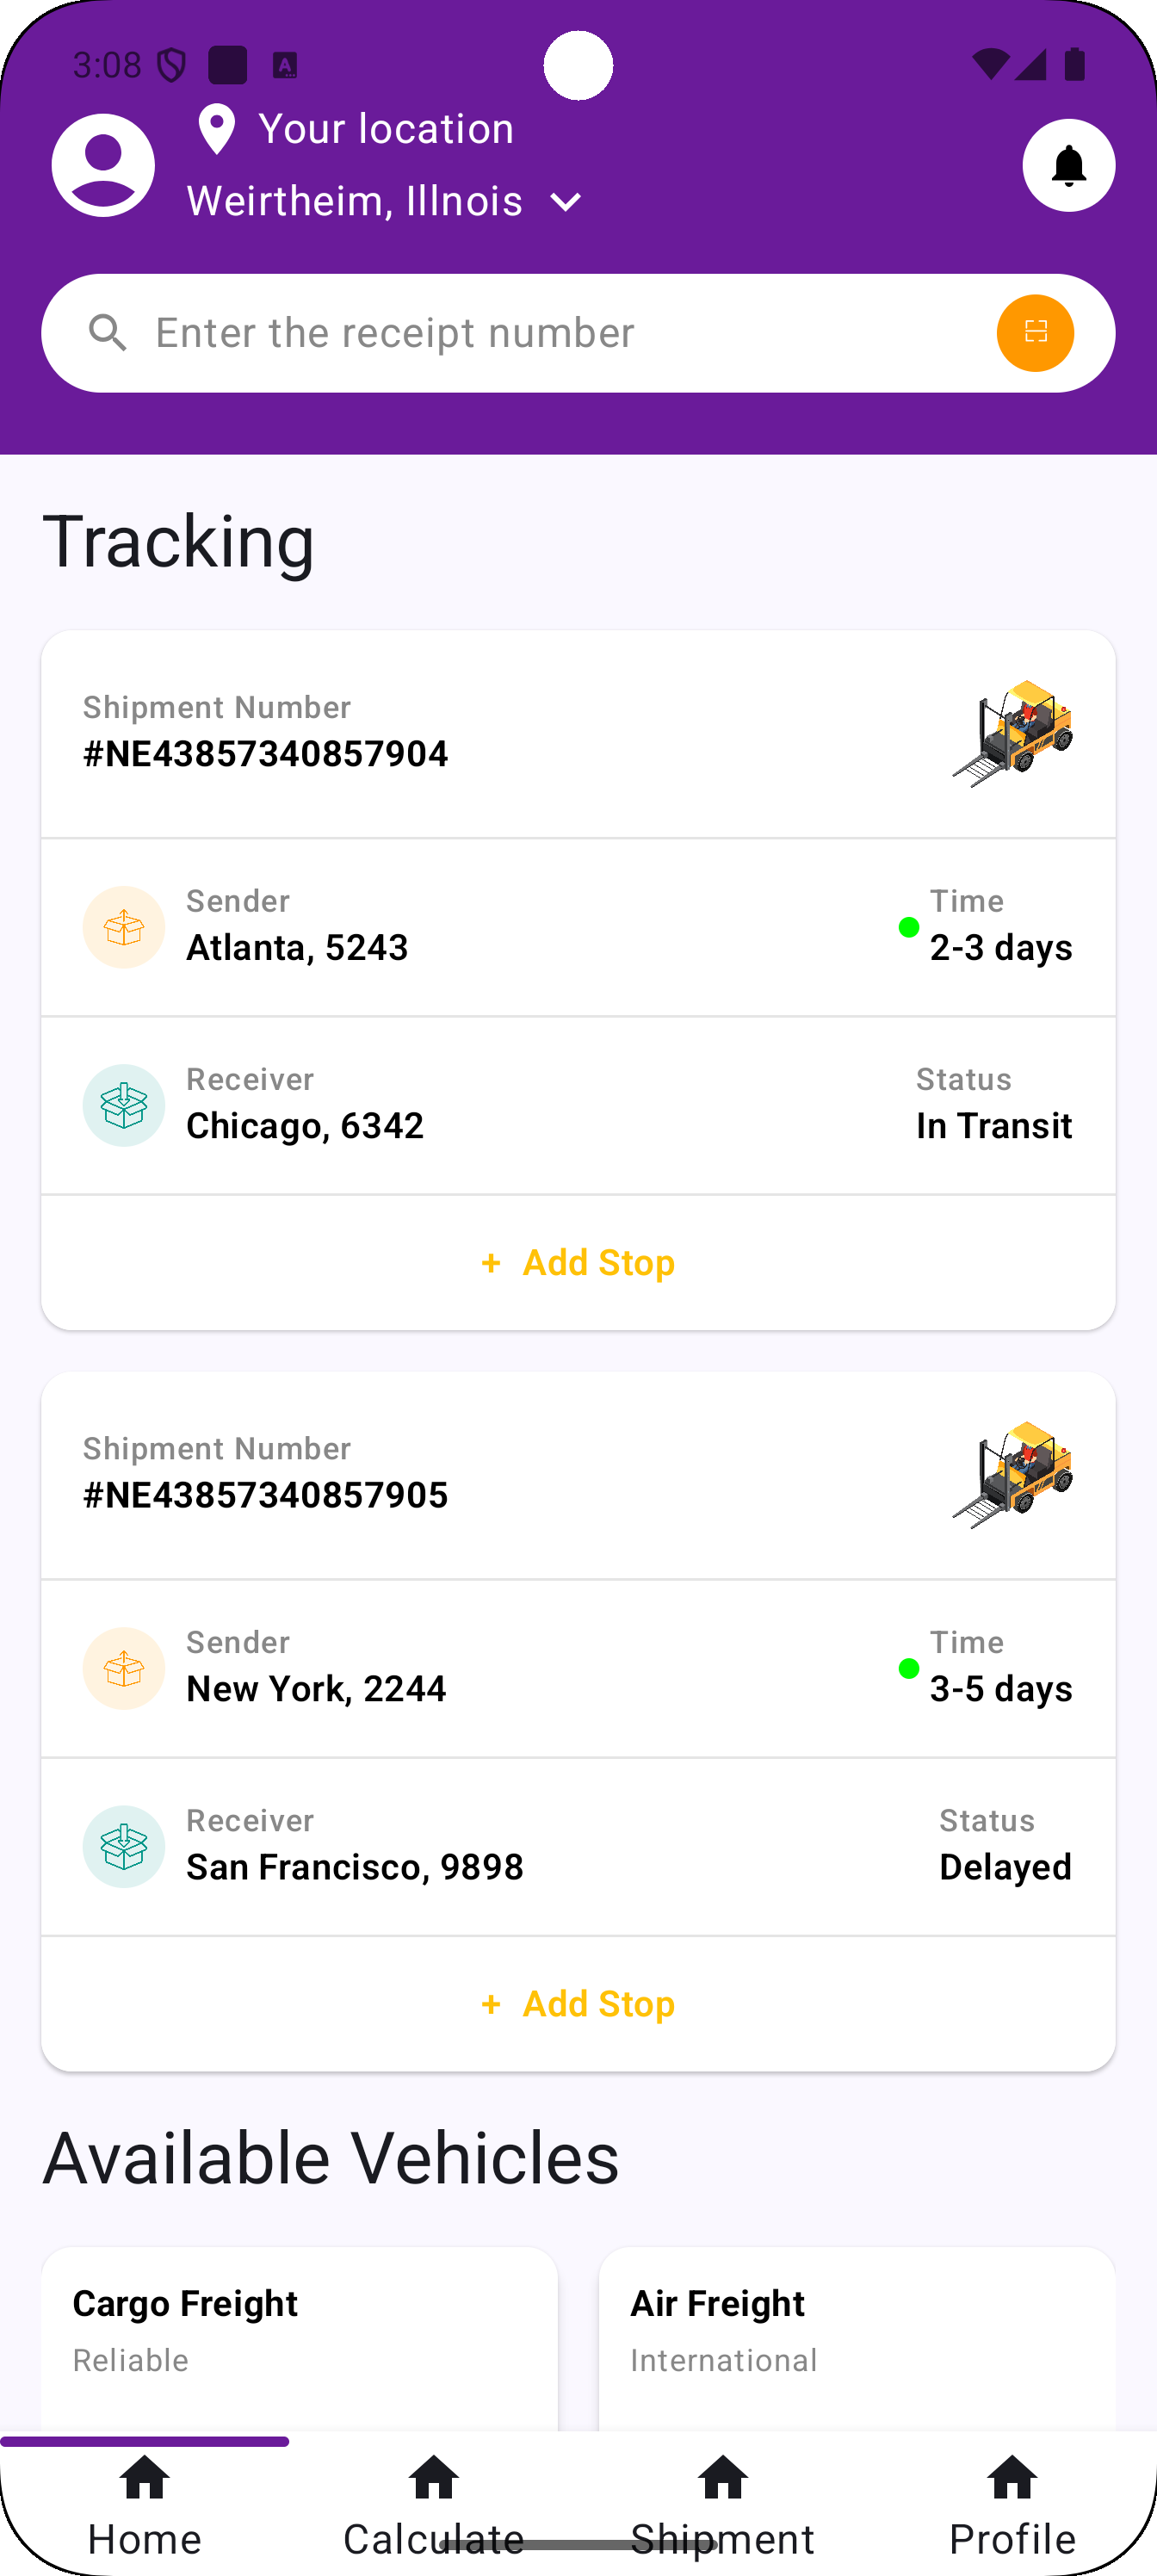 3:08
Your location
Weirtheim, Illnois
Enter the receipt number
Tracking
Shipment Number
#NE43857340857904
Sender
Atlanta, 5243
Time
2-3 days
Receiver
Chicago, 6342
Status
In Transit
+ Add Stop
Shipment Number
#NE43857340857905
Sender
New York, 2244
Time
3-5 days
Receiver
San Francisco, 9898
Status
Delayed
+ Add Stop
Available Vehicles
Cargo Freight
Reliable
Air Freight
International
Home
Calculate
Shipment
Profile